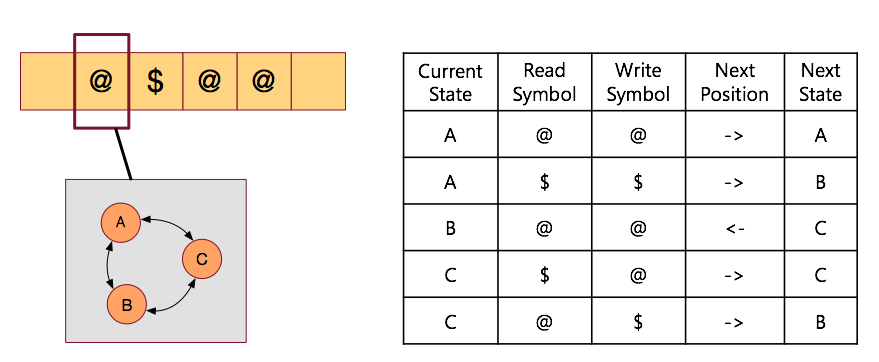 @ $ @ @
A
C
B
Current State Read Symbol Write Symbol Next Position Next State
A @ @ -> A
A $ $ -> B
B @ @ <- C
C $ @ -> C
C @ $ -> B